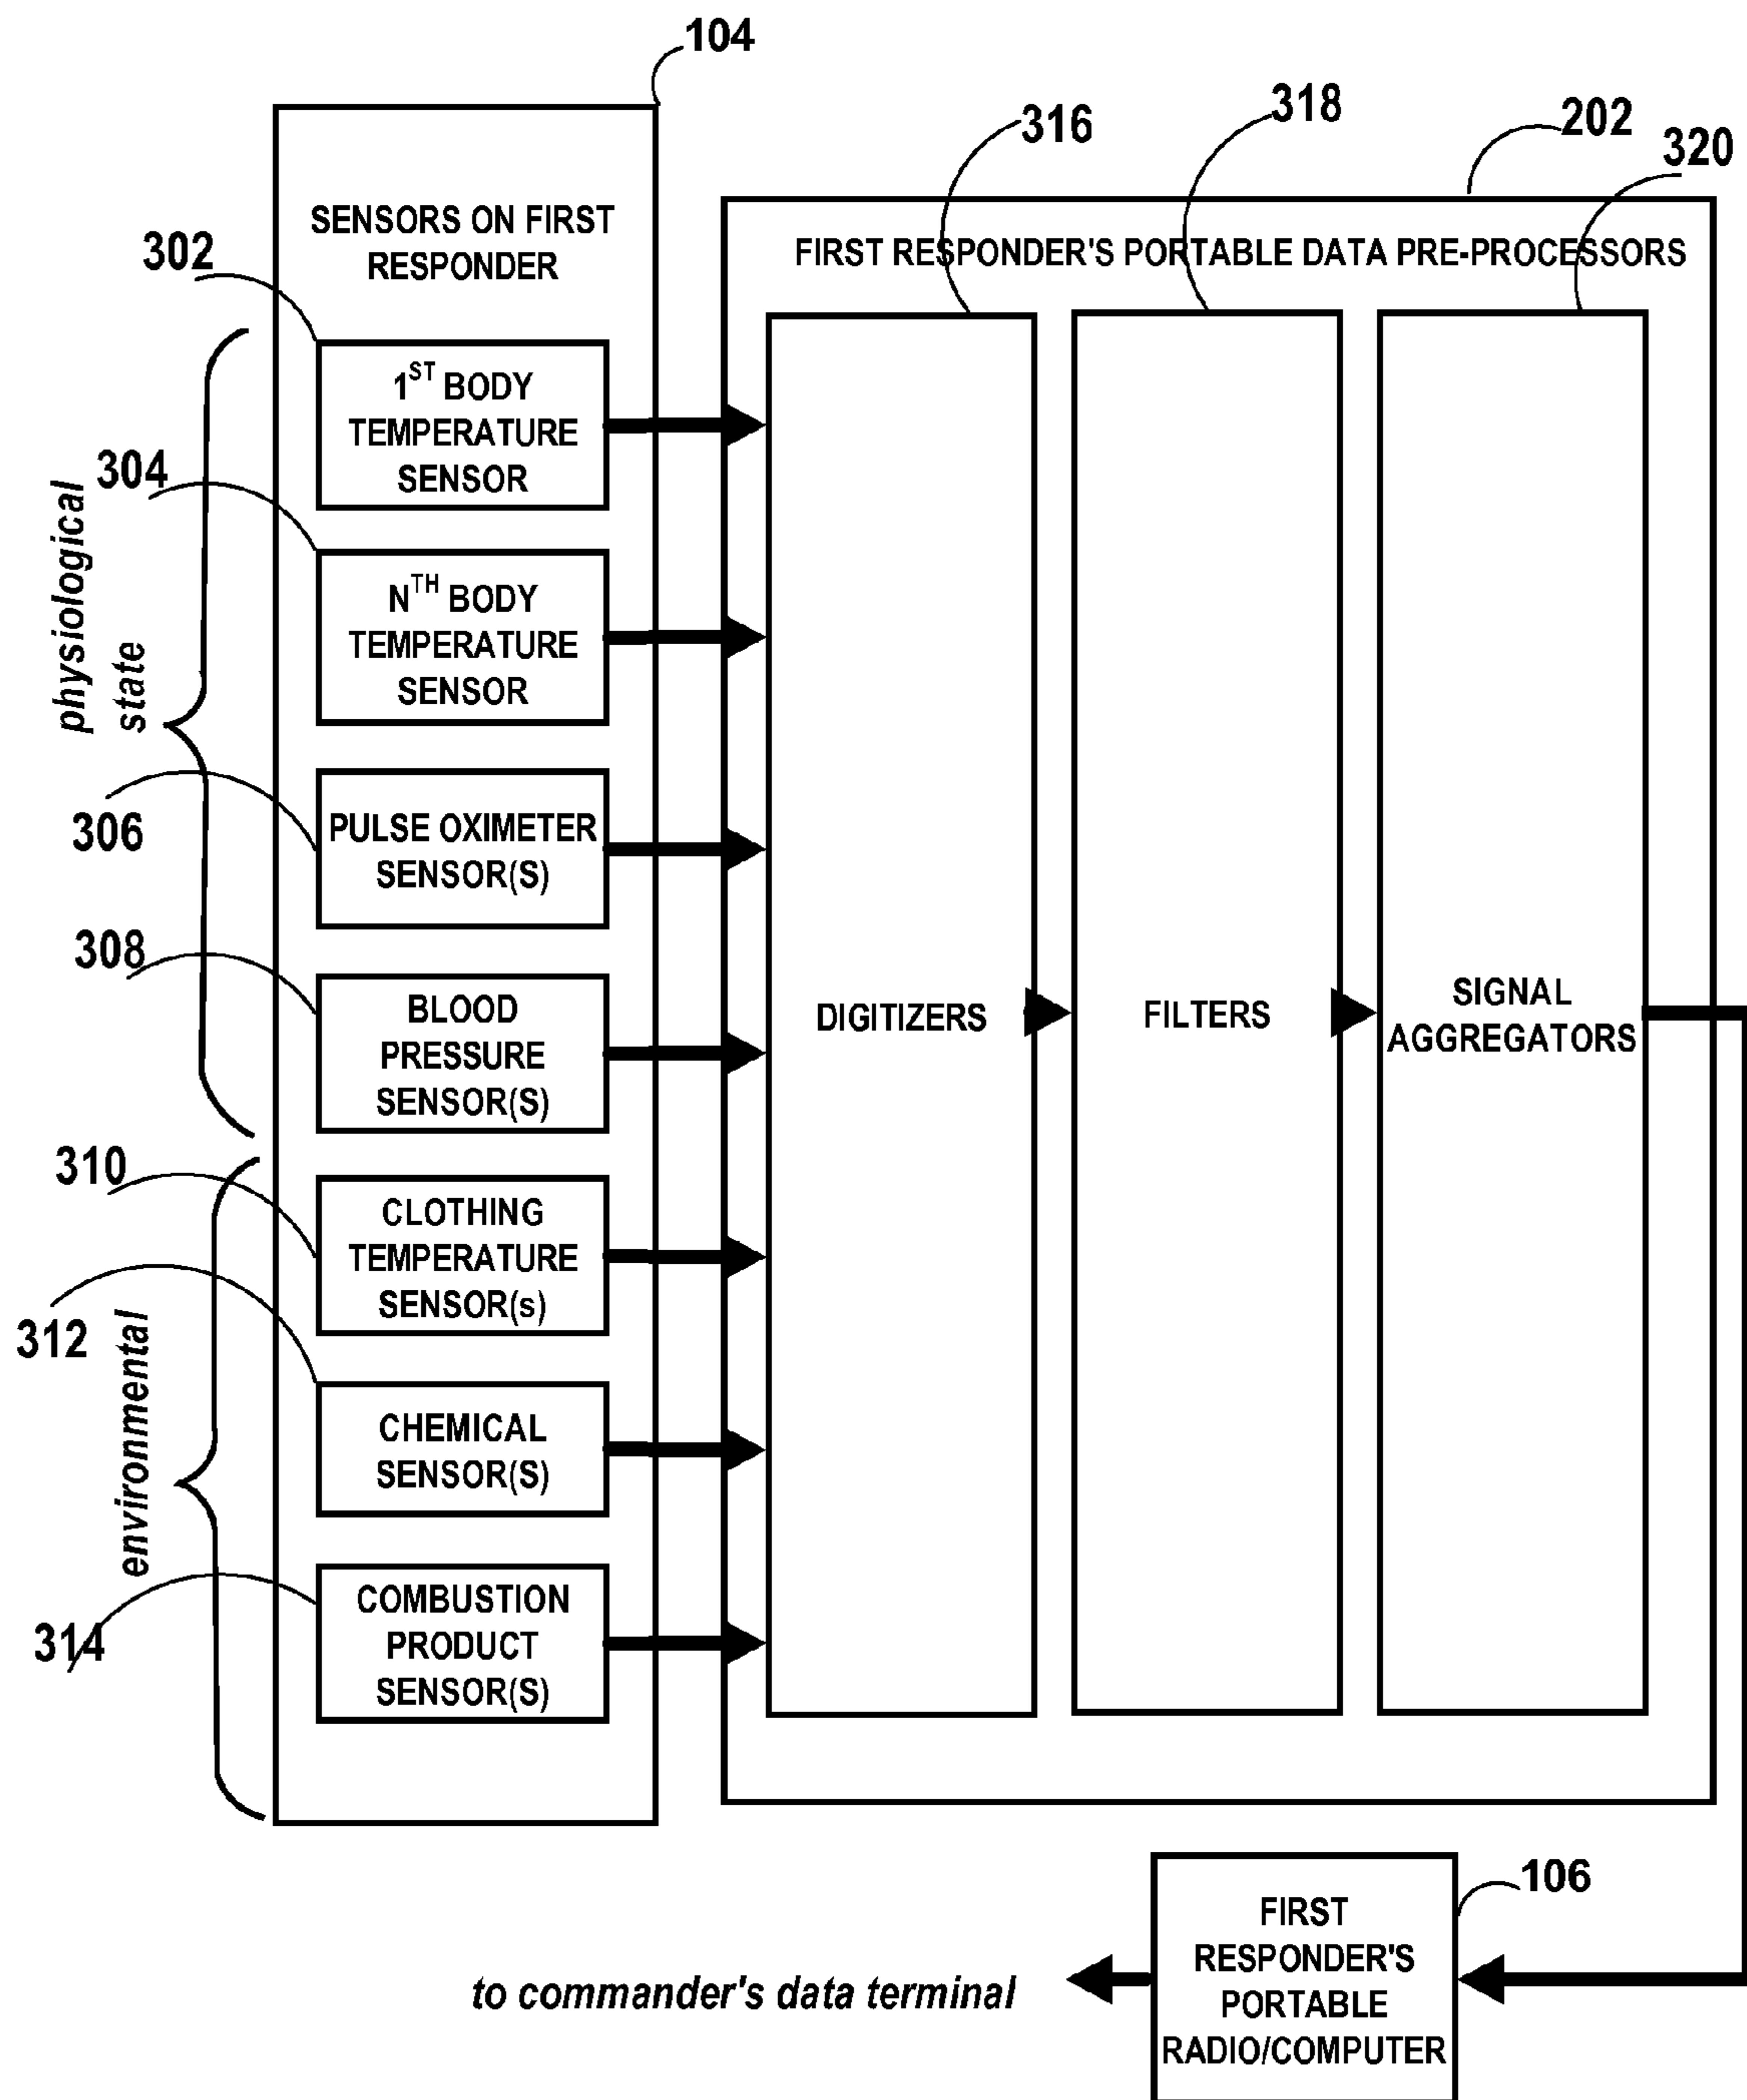 104
316
318
202
320
SENSORS ON FIRST
RESPONDER
302
FIRST RESPONDER'S PORTABLE DATA PRE-PROCESSORS
1ST BODY
TEMPERATURE
SENSOR
304
NTH BODY
TEMPERATURE
SENSOR
physiological
state
306
PULSE OXIMETER
SENSOR(S)
308
BLOOD
PRESSURE
SENSOR(S)
DIGITIZERS
FILTERS
SIGNAL
AGGREGATORS
310
CLOTHING
TEMPERATURE
SENSOR(s)
312
CHEMICAL
SENSOR(S)
environmental
314
COMBUSTION
PRODUCT
SENSOR(S)
106
FIRST
RESPONDER'S
PORTABLE
RADIO/COMPUTER
to commander's data terminal